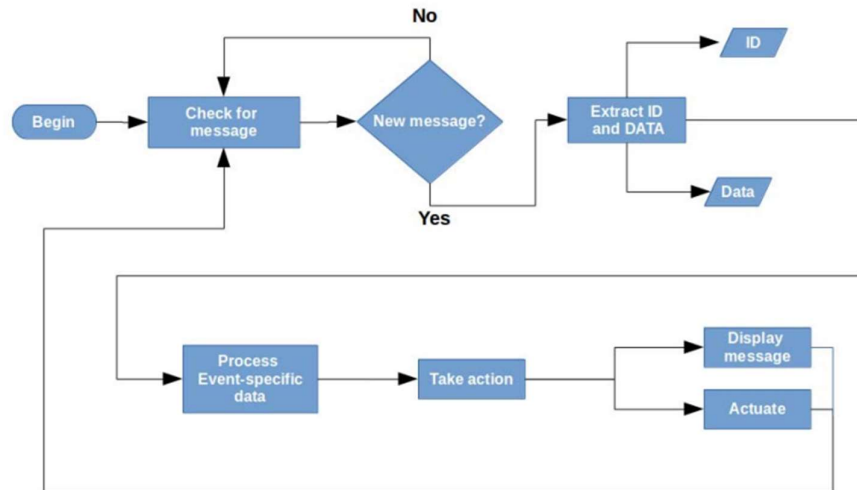 No
ID
Begin
Check for
message
New message?
Extract ID
and DATA
Data
Yes
Process
Event-specific
data
Take action
Display
message
Actuate